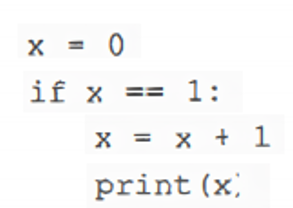 x = 0
if x == 1:
    x = x + 1
    print(x)